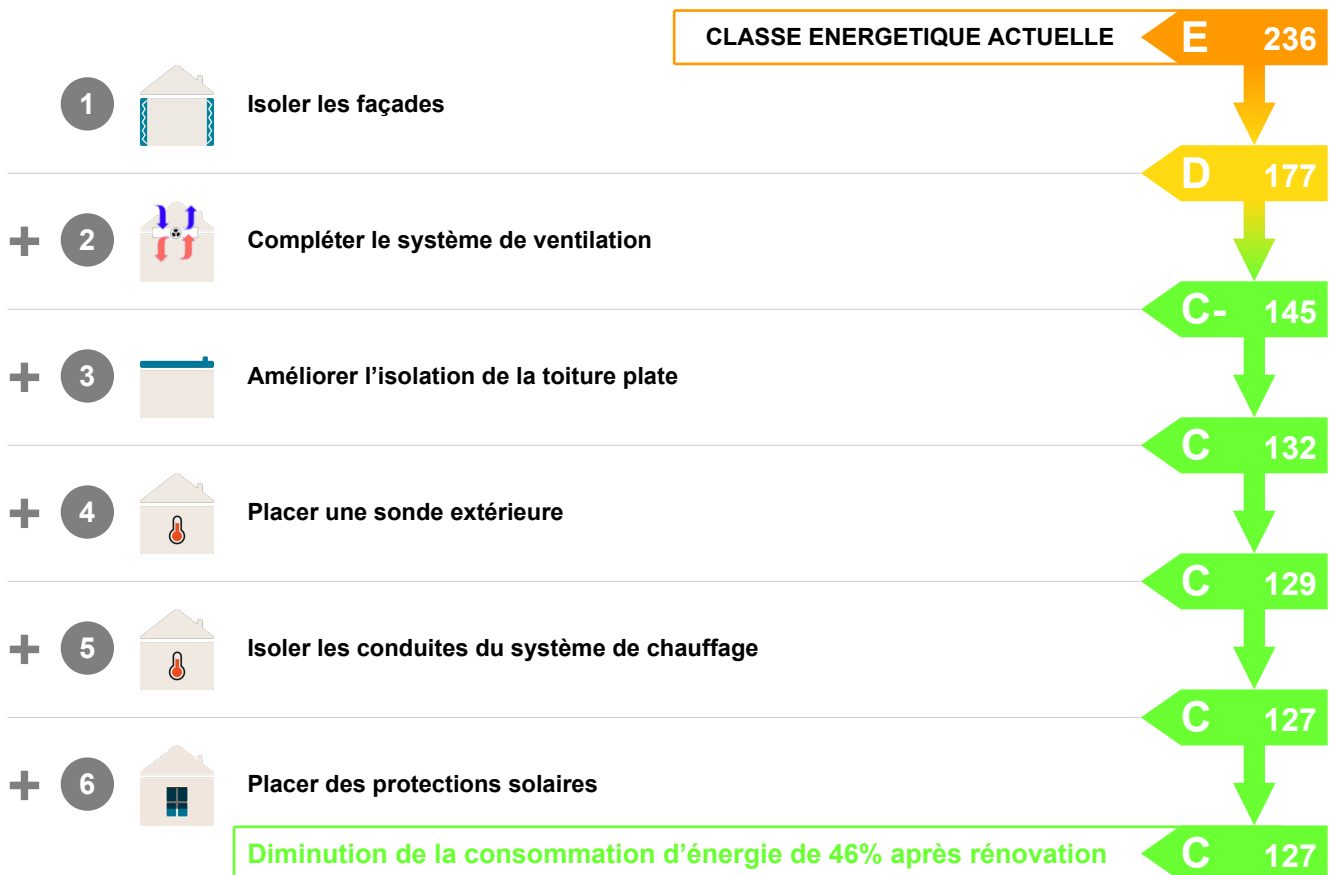 CLASSE ENERGETIQUE ACTUELLE E 236
1 Isoler les façades
D 177
+ 2 Compléter le système de ventilation
C- 145
+ 3 Améliorer l’isolation de la toiture plate
C 132
+ 4 Placer une sonde extérieure
C 129
+ 5 Isoler les conduites du système de chauffage
C 127
+ 6 Placer des protections solaires
Diminution de la consommation d’énergie de 46% après rénovation C 127